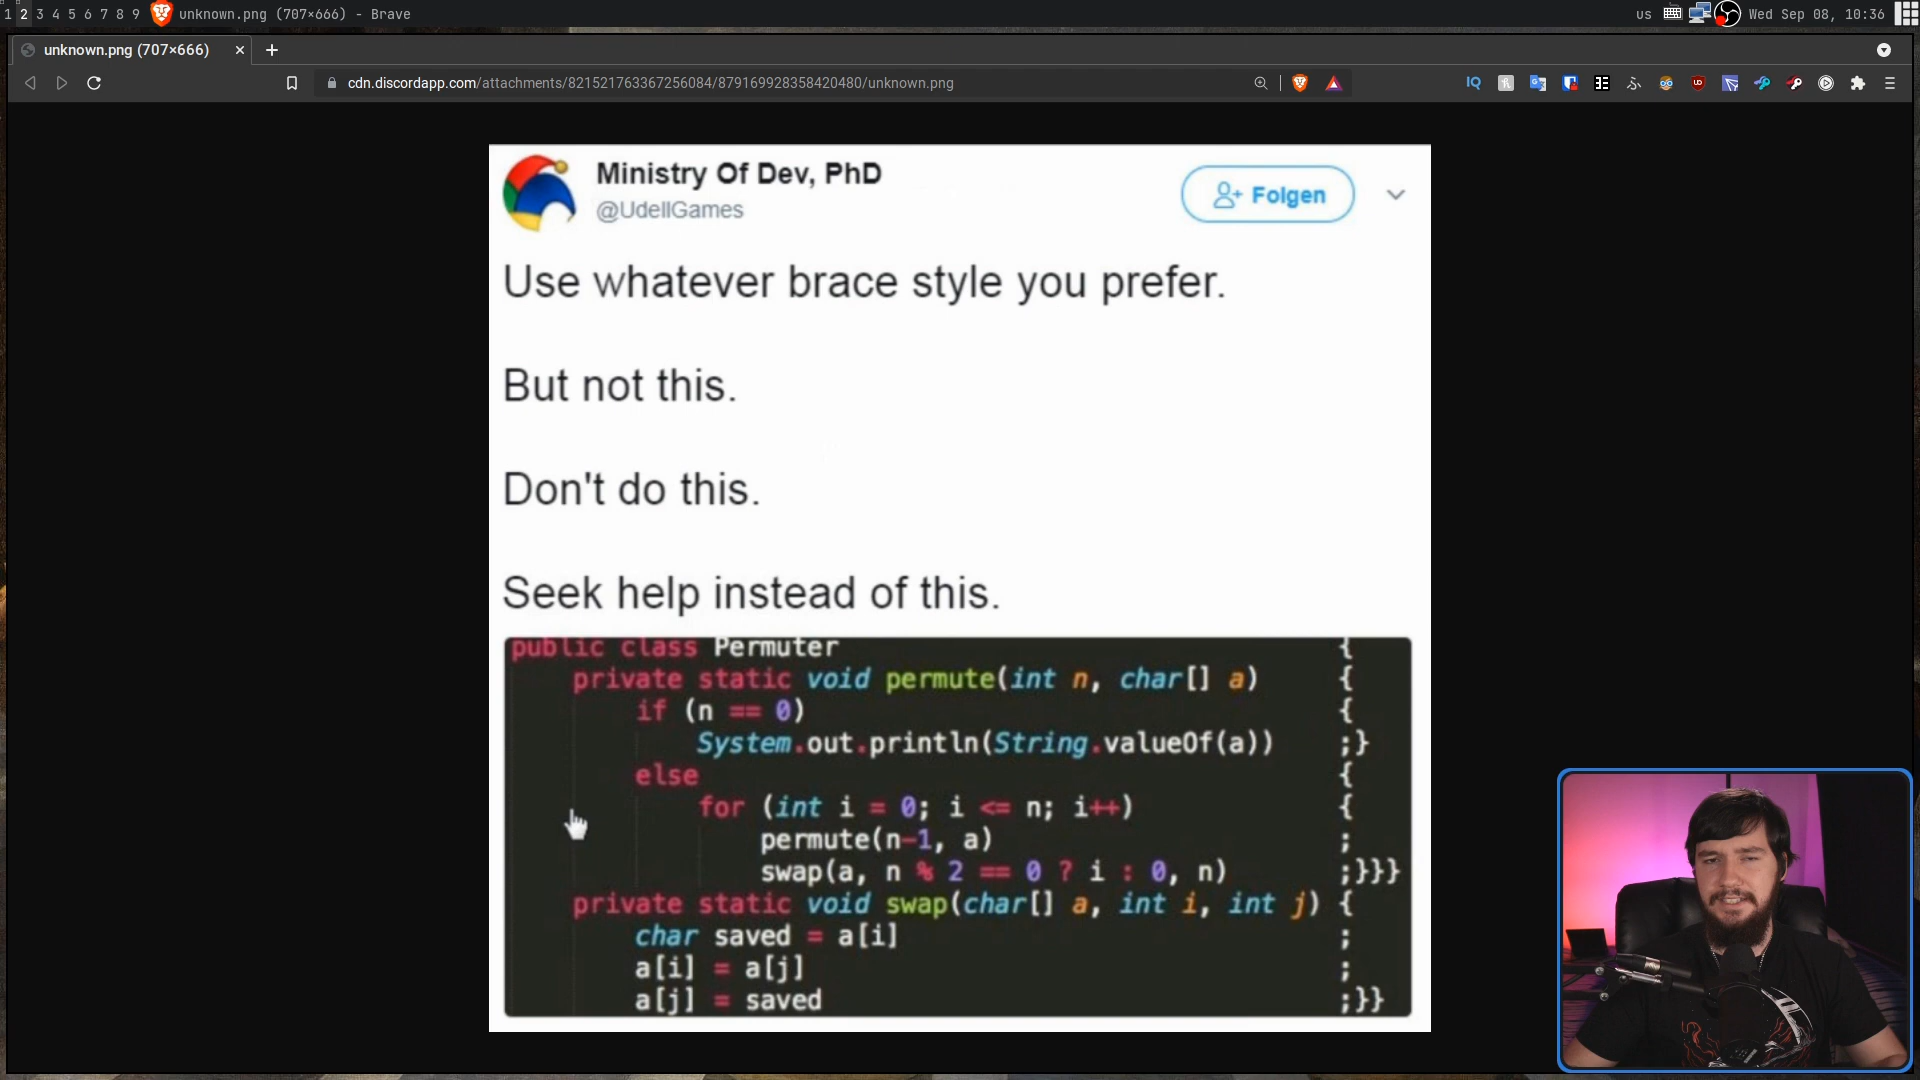 1 2 3 4 5 6 7 8 9 unknown.png (707×666) - Brave
us Wed Sep 08, 10:36
unknown.png (707×666)
cdn.discordapp.com/attachments/821521763367256084/879169928358420480/unknown.png
IQ
Ministry Of Dev, PhD
@UdellGames
Folgen
Use whatever brace style you prefer.
But not this.
Don't do this.
Seek help instead of this.
public class Permuter {
private static void permute(int n, char[] a) {
if (n == 0) {
System.out.println(String.valueOf(a)) ;}
else {
for (int i = 0; i <= n; i++) {
permute(n-1, a) ;
swap(a, n % 2 == 0 ? i : 0, n) ;}}}
private static void swap(char[] a, int i, int j) {
char saved = a[i] ;
a[i] = a[j] ;
a[j] = saved ;}}